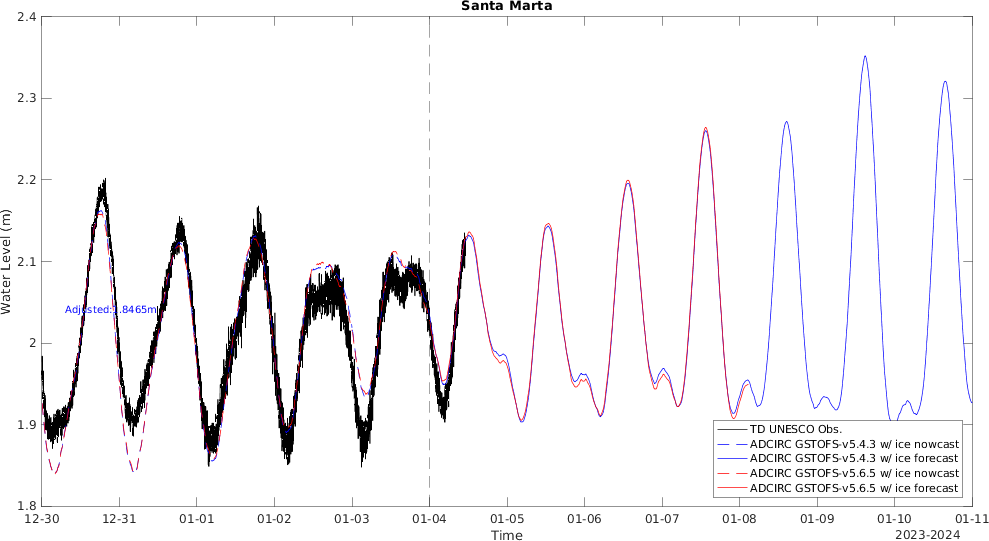 Santa Marta
2.4
2.3
2.2
2.1
2
1.9
1.8
Water Level (m)
Adjusted:1.8465m
TD UNESCO Obs.
ADCIRC GSTOFS-v5.4.3 w/ ice nowcast
ADCIRC GSTOFS-v5.4.3 w/ ice forecast
ADCIRC GSTOFS-v5.6.5 w/ ice nowcast
ADCIRC GSTOFS-v5.6.5 w/ ice forecast
12-30 12-31 01-01 01-02 01-03 01-04 01-05 01-06 01-07 01-08 01-09 01-10 01-11
Time
2023-2024